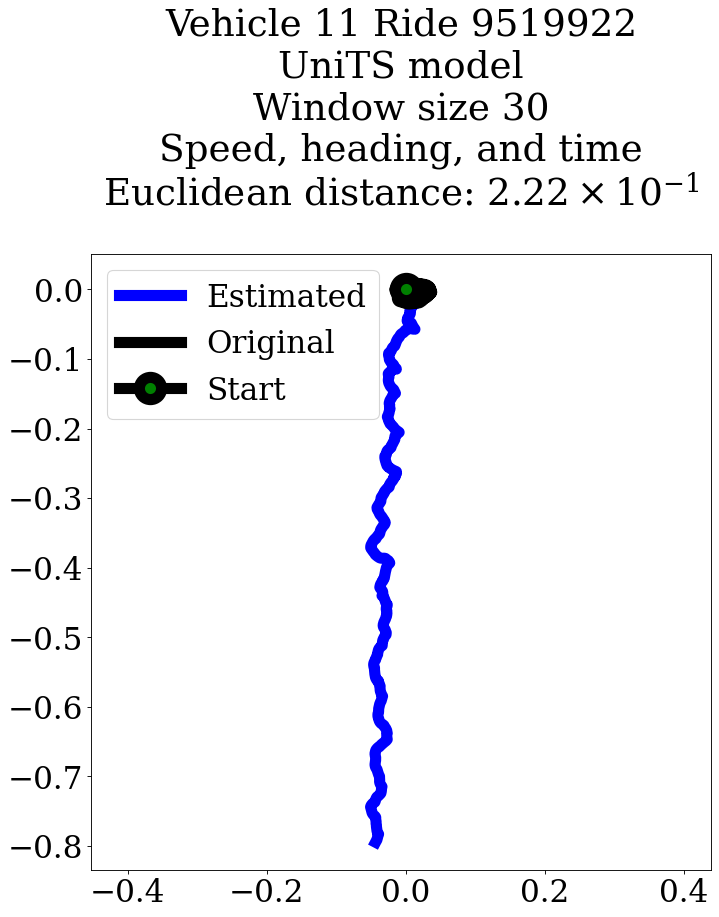 Vehicle 11 Ride 9519922
UniTS model
Window size 30
Speed, heading, and time
Euclidean distance: 2.22 × 10⁻¹
Estimated
Original
Start
0.0
−0.1
−0.2
−0.3
−0.4
−0.5
−0.6
−0.7
−0.8
−0.4 −0.2 0.0 0.2 0.4